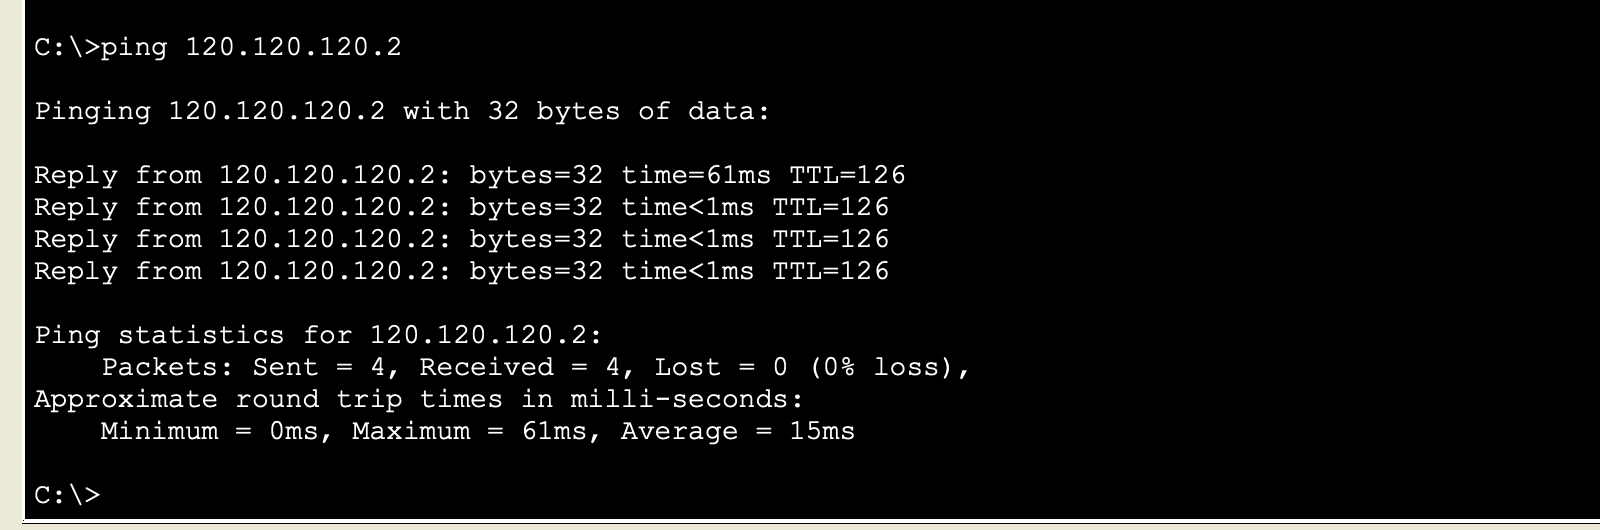 C:\>ping 120.120.120.2
Pinging 120.120.120.2 with 32 bytes of data:
Reply from 120.120.120.2: bytes=32 time=61ms TTL=126
Reply from 120.120.120.2: bytes=32 time<1ms TTL=126
Reply from 120.120.120.2: bytes=32 time<1ms TTL=126
Reply from 120.120.120.2: bytes=32 time<1ms TTL=126
Ping statistics for 120.120.120.2:
    Packets: Sent = 4, Received = 4, Lost = 0 (0% loss),
Approximate round trip times in milli-seconds:
    Minimum = 0ms, Maximum = 61ms, Average = 15ms
C:\>